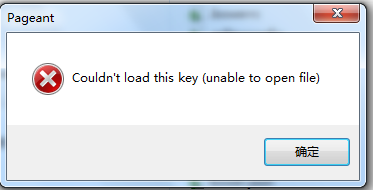 Pageant
Couldn't load this key (unable to open file)
确定